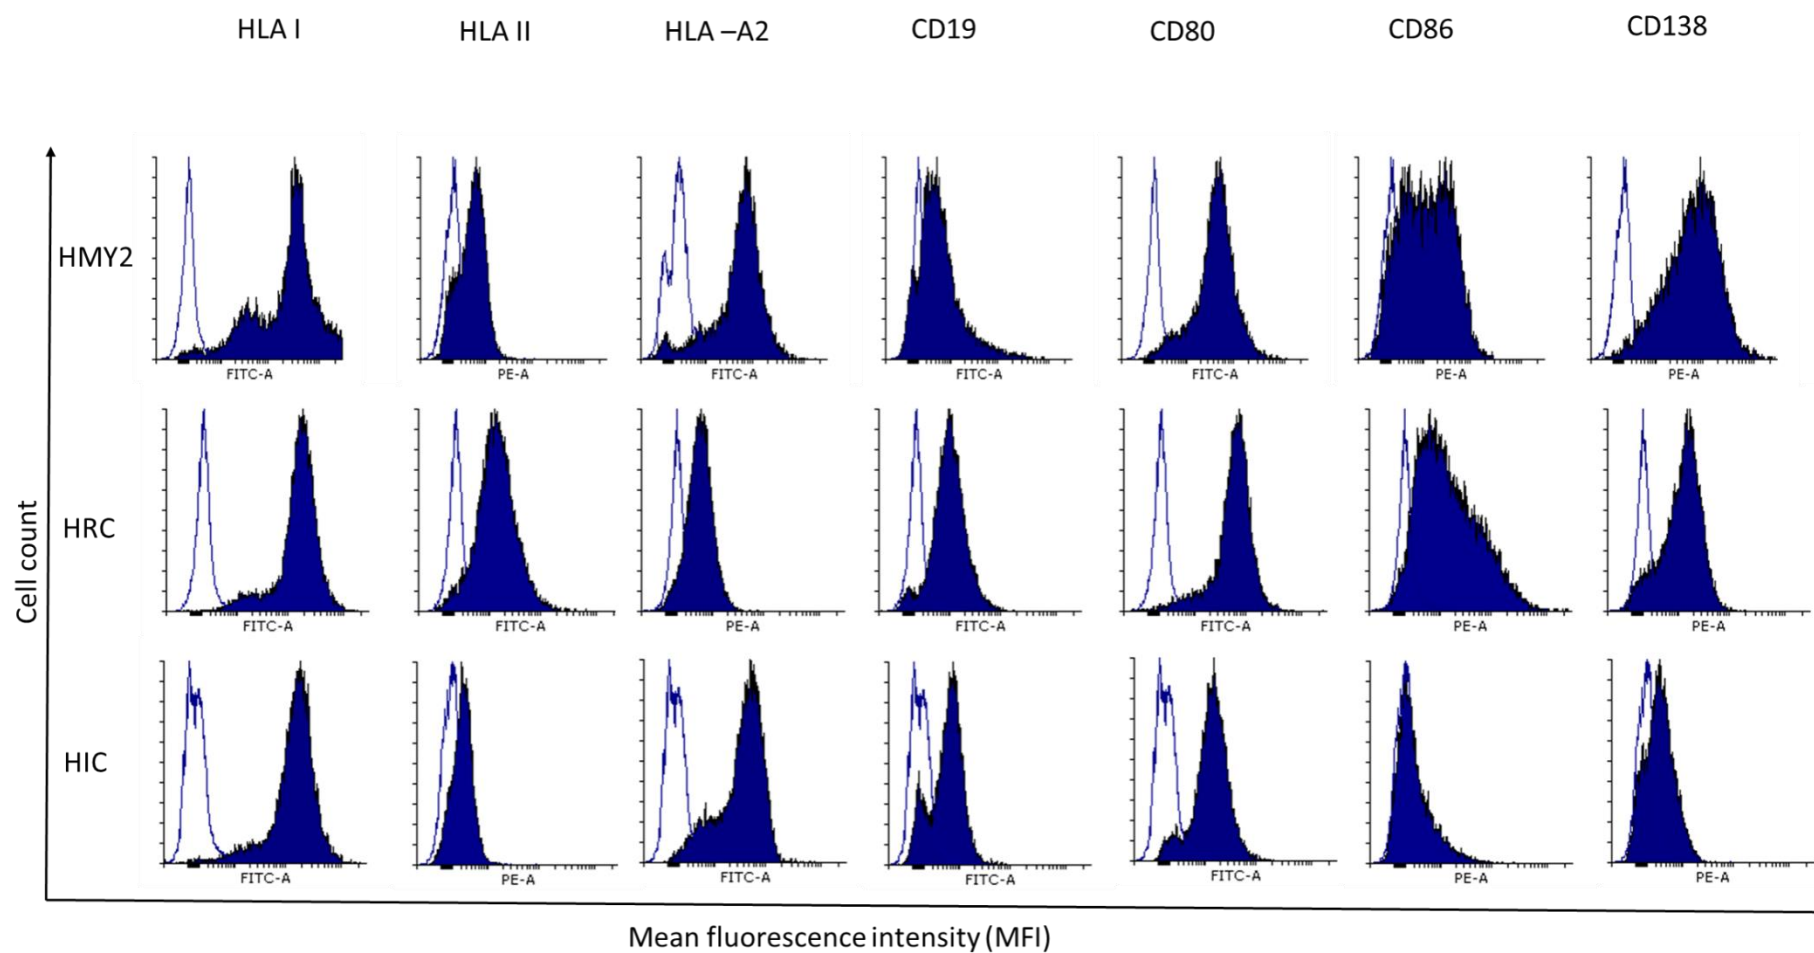 HLA I HLA II HLA –A2 CD19 CD80 CD86 CD138
HMY2
FITC-A PE-A FITC-A FITC-A FITC-A PE-A PE-A
HRC
FITC-A FITC-A PE-A FITC-A FITC-A PE-A PE-A
HIC
FITC-A PE-A FITC-A FITC-A FITC-A PE-A PE-A
Cell count
Mean fluorescence intensity (MFI)